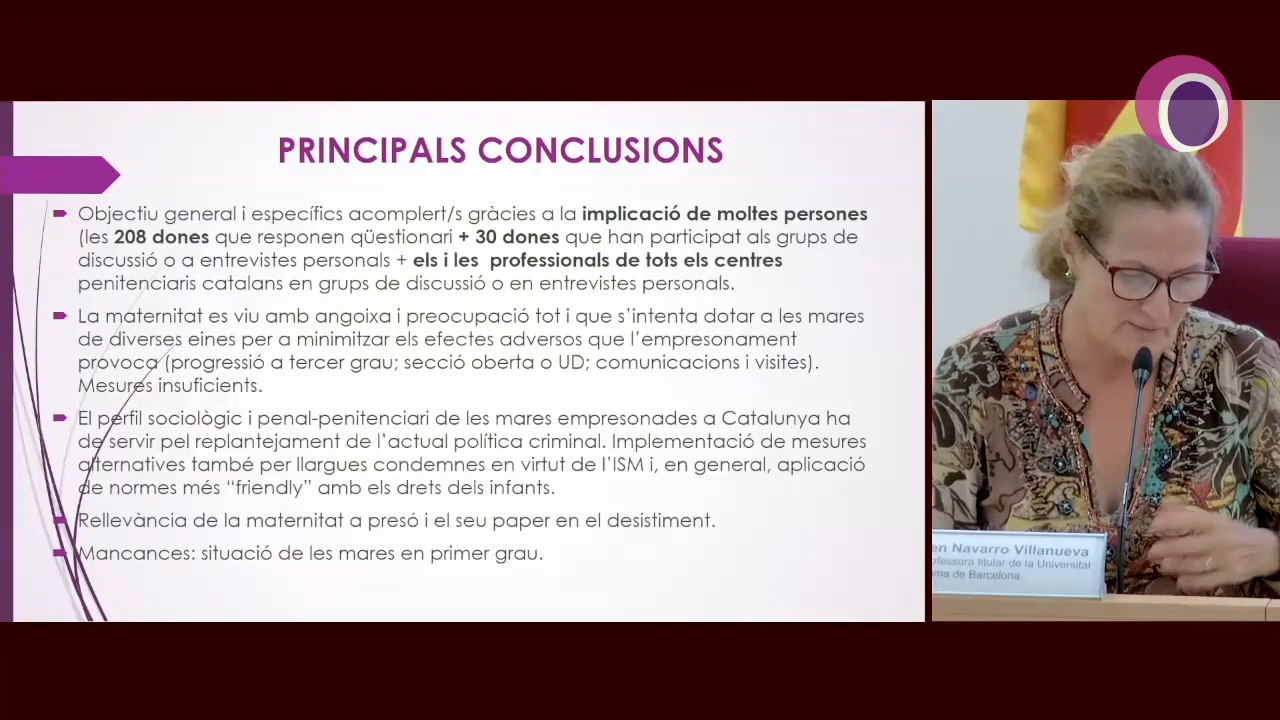 PRINCIPALS CONCLUSIONS
Objectiu general i específics acomplert/s gràcies a la implicació de moltes persones
(les 208 dones que responen qüestionari + 30 dones que han participat als grups de
discussió o a entrevistes personals + els i les professionals de tots els centres
penitenciaris catalans en grups de discussió o en entrevistes personals.
La maternitat es viu amb angoixa i preocupació tot i que s'intenta dotar a les mares
de diverses eines per a minimitzar els efectes adversos que l'empresonament
provoca (progressió a tercer grau; secció oberta o UD; comunicacions i visites).
Mesures insuficients.
El perfil sociològic i penal-penitenciari de les mares empresonades a Catalunya ha
de servir pel replantejament de l'actual política criminal. Implementació de mesures
alternatives també per llargues condemnes en virtut de l'ISM i, en general, aplicació
de normes més "friendly" amb els drets dels infants.
Rellevància de la maternitat a presó i el seu paper en el desistiment.
Mancances: situació de les mares en primer grau.
en Navarro Villanueva
ofessora titular de la Universitat
ma de Barcelona